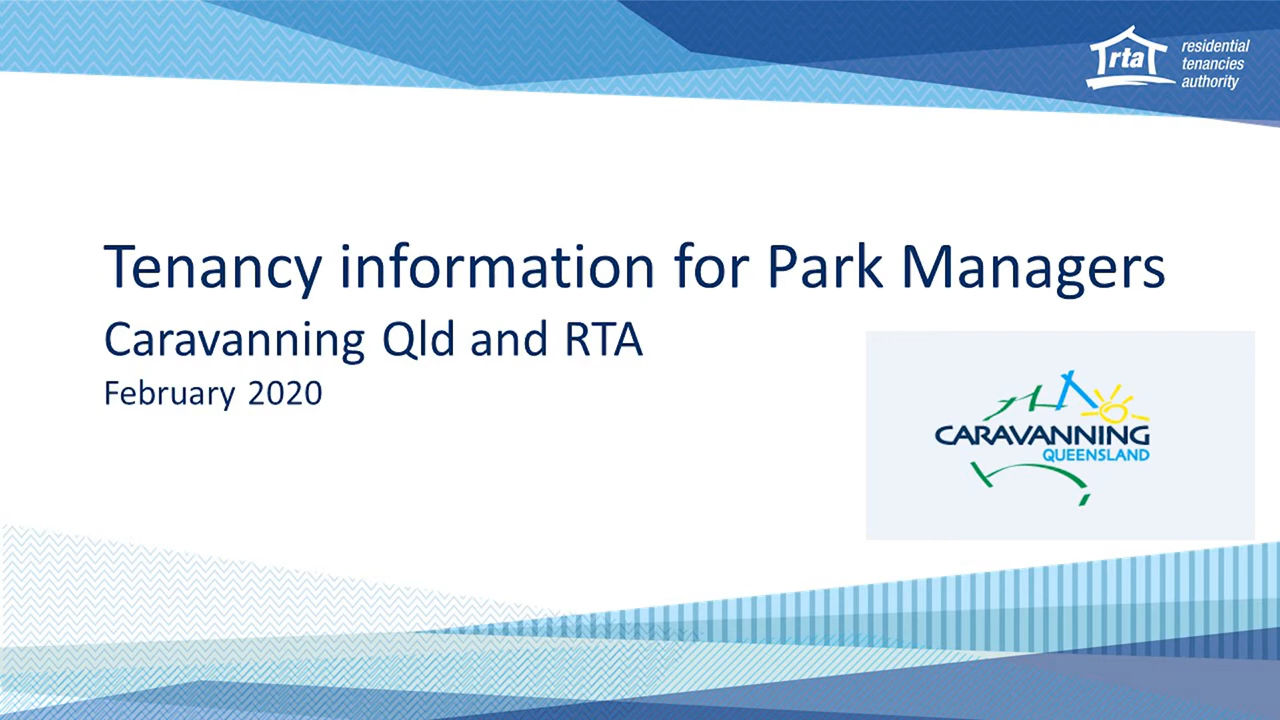 rta
residential
tenancies
authority
Tenancy information for Park Managers
Caravanning Qld and RTA
February 2020
CARAVANNING
QUEENSLAND